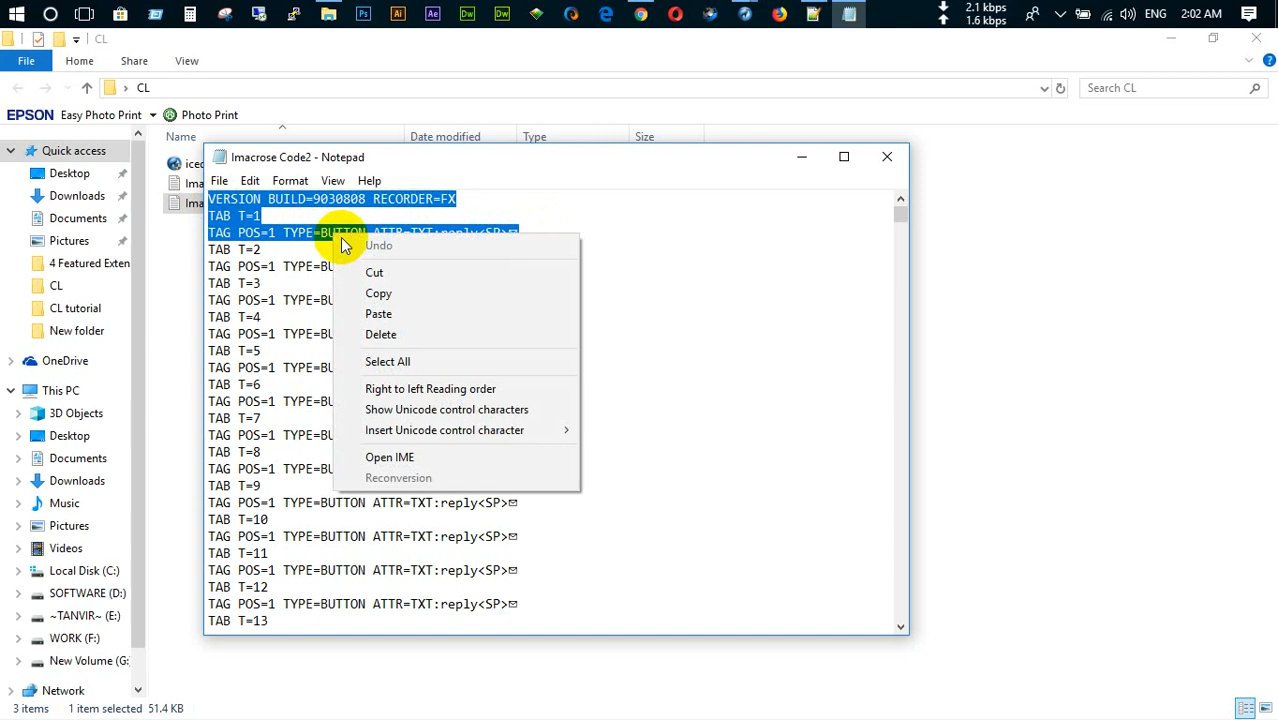 2.1 kbps
1.6 kbps
ENG
2:02 AM
CL
File
Home
Share
View
CL
Search CL
EPSON
Easy Photo Print
Photo Print
Name
Date modified
Type
Size
Quick access
Desktop
Downloads
Documents
Pictures
4 Featured Exten
CL
CL tutorial
New folder
OneDrive
This PC
3D Objects
Desktop
Documents
Downloads
Music
Pictures
Videos
Local Disk (C:)
SOFTWARE (D:)
~TANVIR~ (E:)
WORK (F:)
New Volume (G:
Network
3 items
1 item selected 51.4 KB
iced
Ima
Ima
Imacrose Code2 - Notepad
File
Edit
Format
View
Help
VERSION BUILD=9030808 RECORDER=FX
TAB T=1
TAG POS=1 TYPE=BUTTON ATTR=TXT:reply<SP>
TAB T=2
TAG POS=1 TYPE=BU
TAB T=3
TAG POS=1 TYPE=BU
TAB T=4
TAG POS=1 TYPE=BU
TAB T=5
TAG POS=1 TYPE=BU
TAB T=6
TAG POS=1 TYPE=BU
TAB T=7
TAG POS=1 TYPE=BU
TAB T=8
TAG POS=1 TYPE=BU
TAB T=9
TAG POS=1 TYPE=BUTTON ATTR=TXT:reply<SP>✉
TAB T=10
TAG POS=1 TYPE=BUTTON ATTR=TXT:reply<SP>✉
TAB T=11
TAG POS=1 TYPE=BUTTON ATTR=TXT:reply<SP>✉
TAB T=12
TAG POS=1 TYPE=BUTTON ATTR=TXT:reply<SP>✉
TAB T=13
Undo
Cut
Copy
Paste
Delete
Select All
Right to left Reading order
Show Unicode control characters
Insert Unicode control character
Open IME
Reconversion